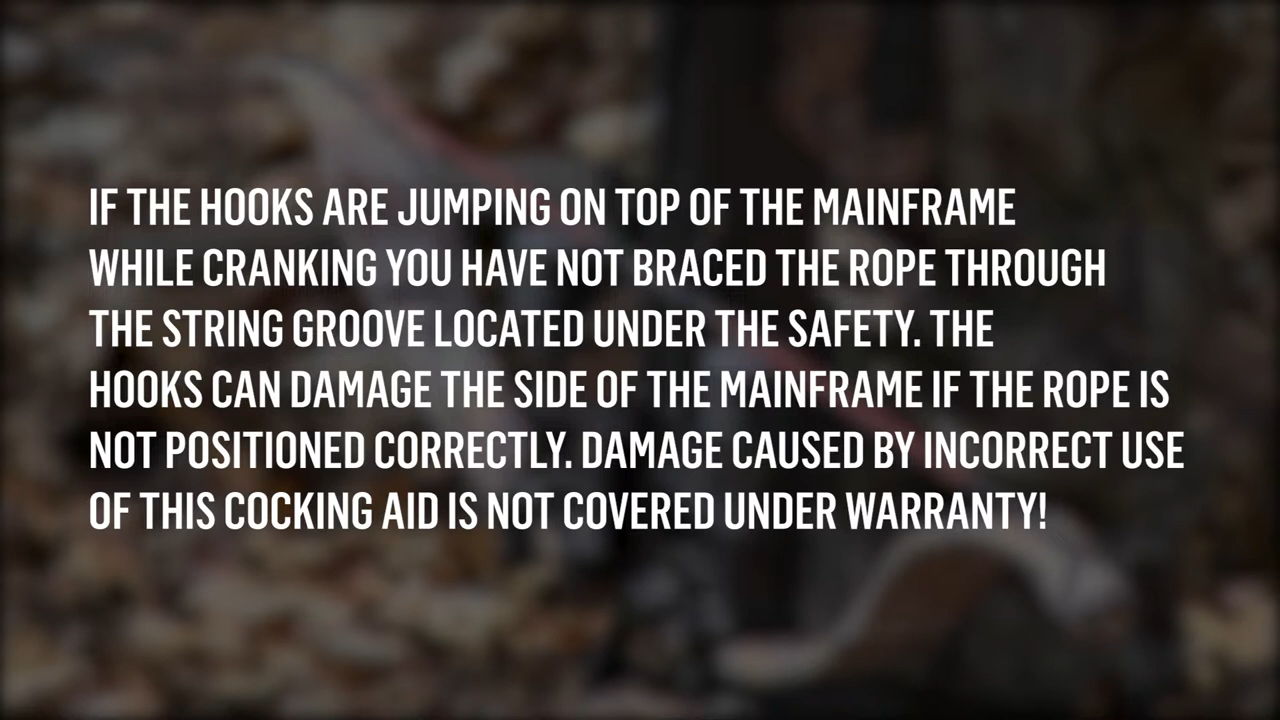 IF THE HOOKS ARE JUMPING ON TOP OF THE MAINFRAME
WHILE CRANKING YOU HAVE NOT BRACED THE ROPE THROUGH
THE STRING GROOVE LOCATED UNDER THE SAFETY. THE
HOOKS CAN DAMAGE THE SIDE OF THE MAINFRAME IF THE ROPE IS
NOT POSITIONED CORRECTLY. DAMAGE CAUSED BY INCORRECT USE
OF THIS COCKING AID IS NOT COVERED UNDER WARRANTY!